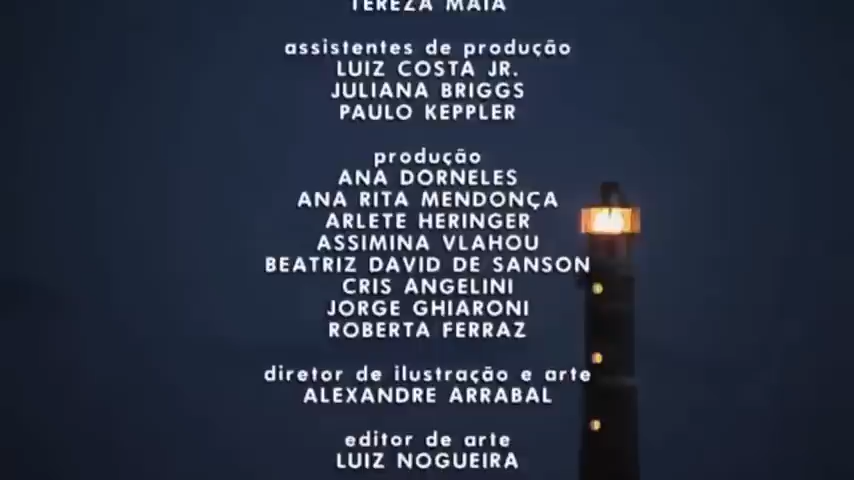 TEREZA MAIA
assistentes de produção
LUIZ COSTA JR.
JULIANA BRIGGS
PAULO KEPPLER
produção
ANA DORNELES
ANA RITA MENDONÇA
ARLETE HERINGER
ASSIMINA VLAHOU
BEATRIZ DAVID DE SANSON
CRIS ANGELINI
JORGE GHIARONI
ROBERTA FERRAZ
diretor de ilustração e arte
ALEXANDRE ARRABAL
editor de arte
LUIZ NOGUEIRA